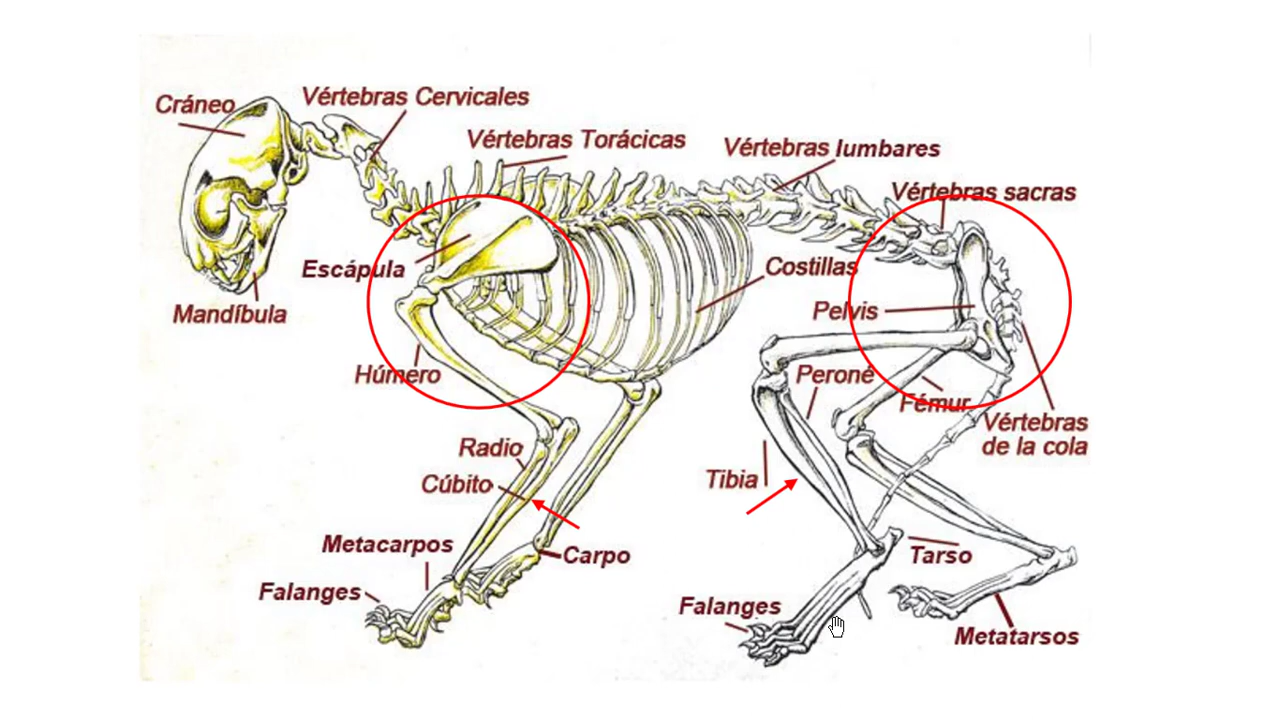 Cráneo
Vértebras Cervicales
Vértebras Torácicas
Vértebras lumbares
Vértebras sacras
Escápula
Costillas
Mandíbula
Pelvis
Húmero
Peroné
Fémur
Vértebras
de la cola
Radio
Cúbito
Tibia
Metacarpos
Carpo
Tarso
Falanges
Falanges
Metatarsos